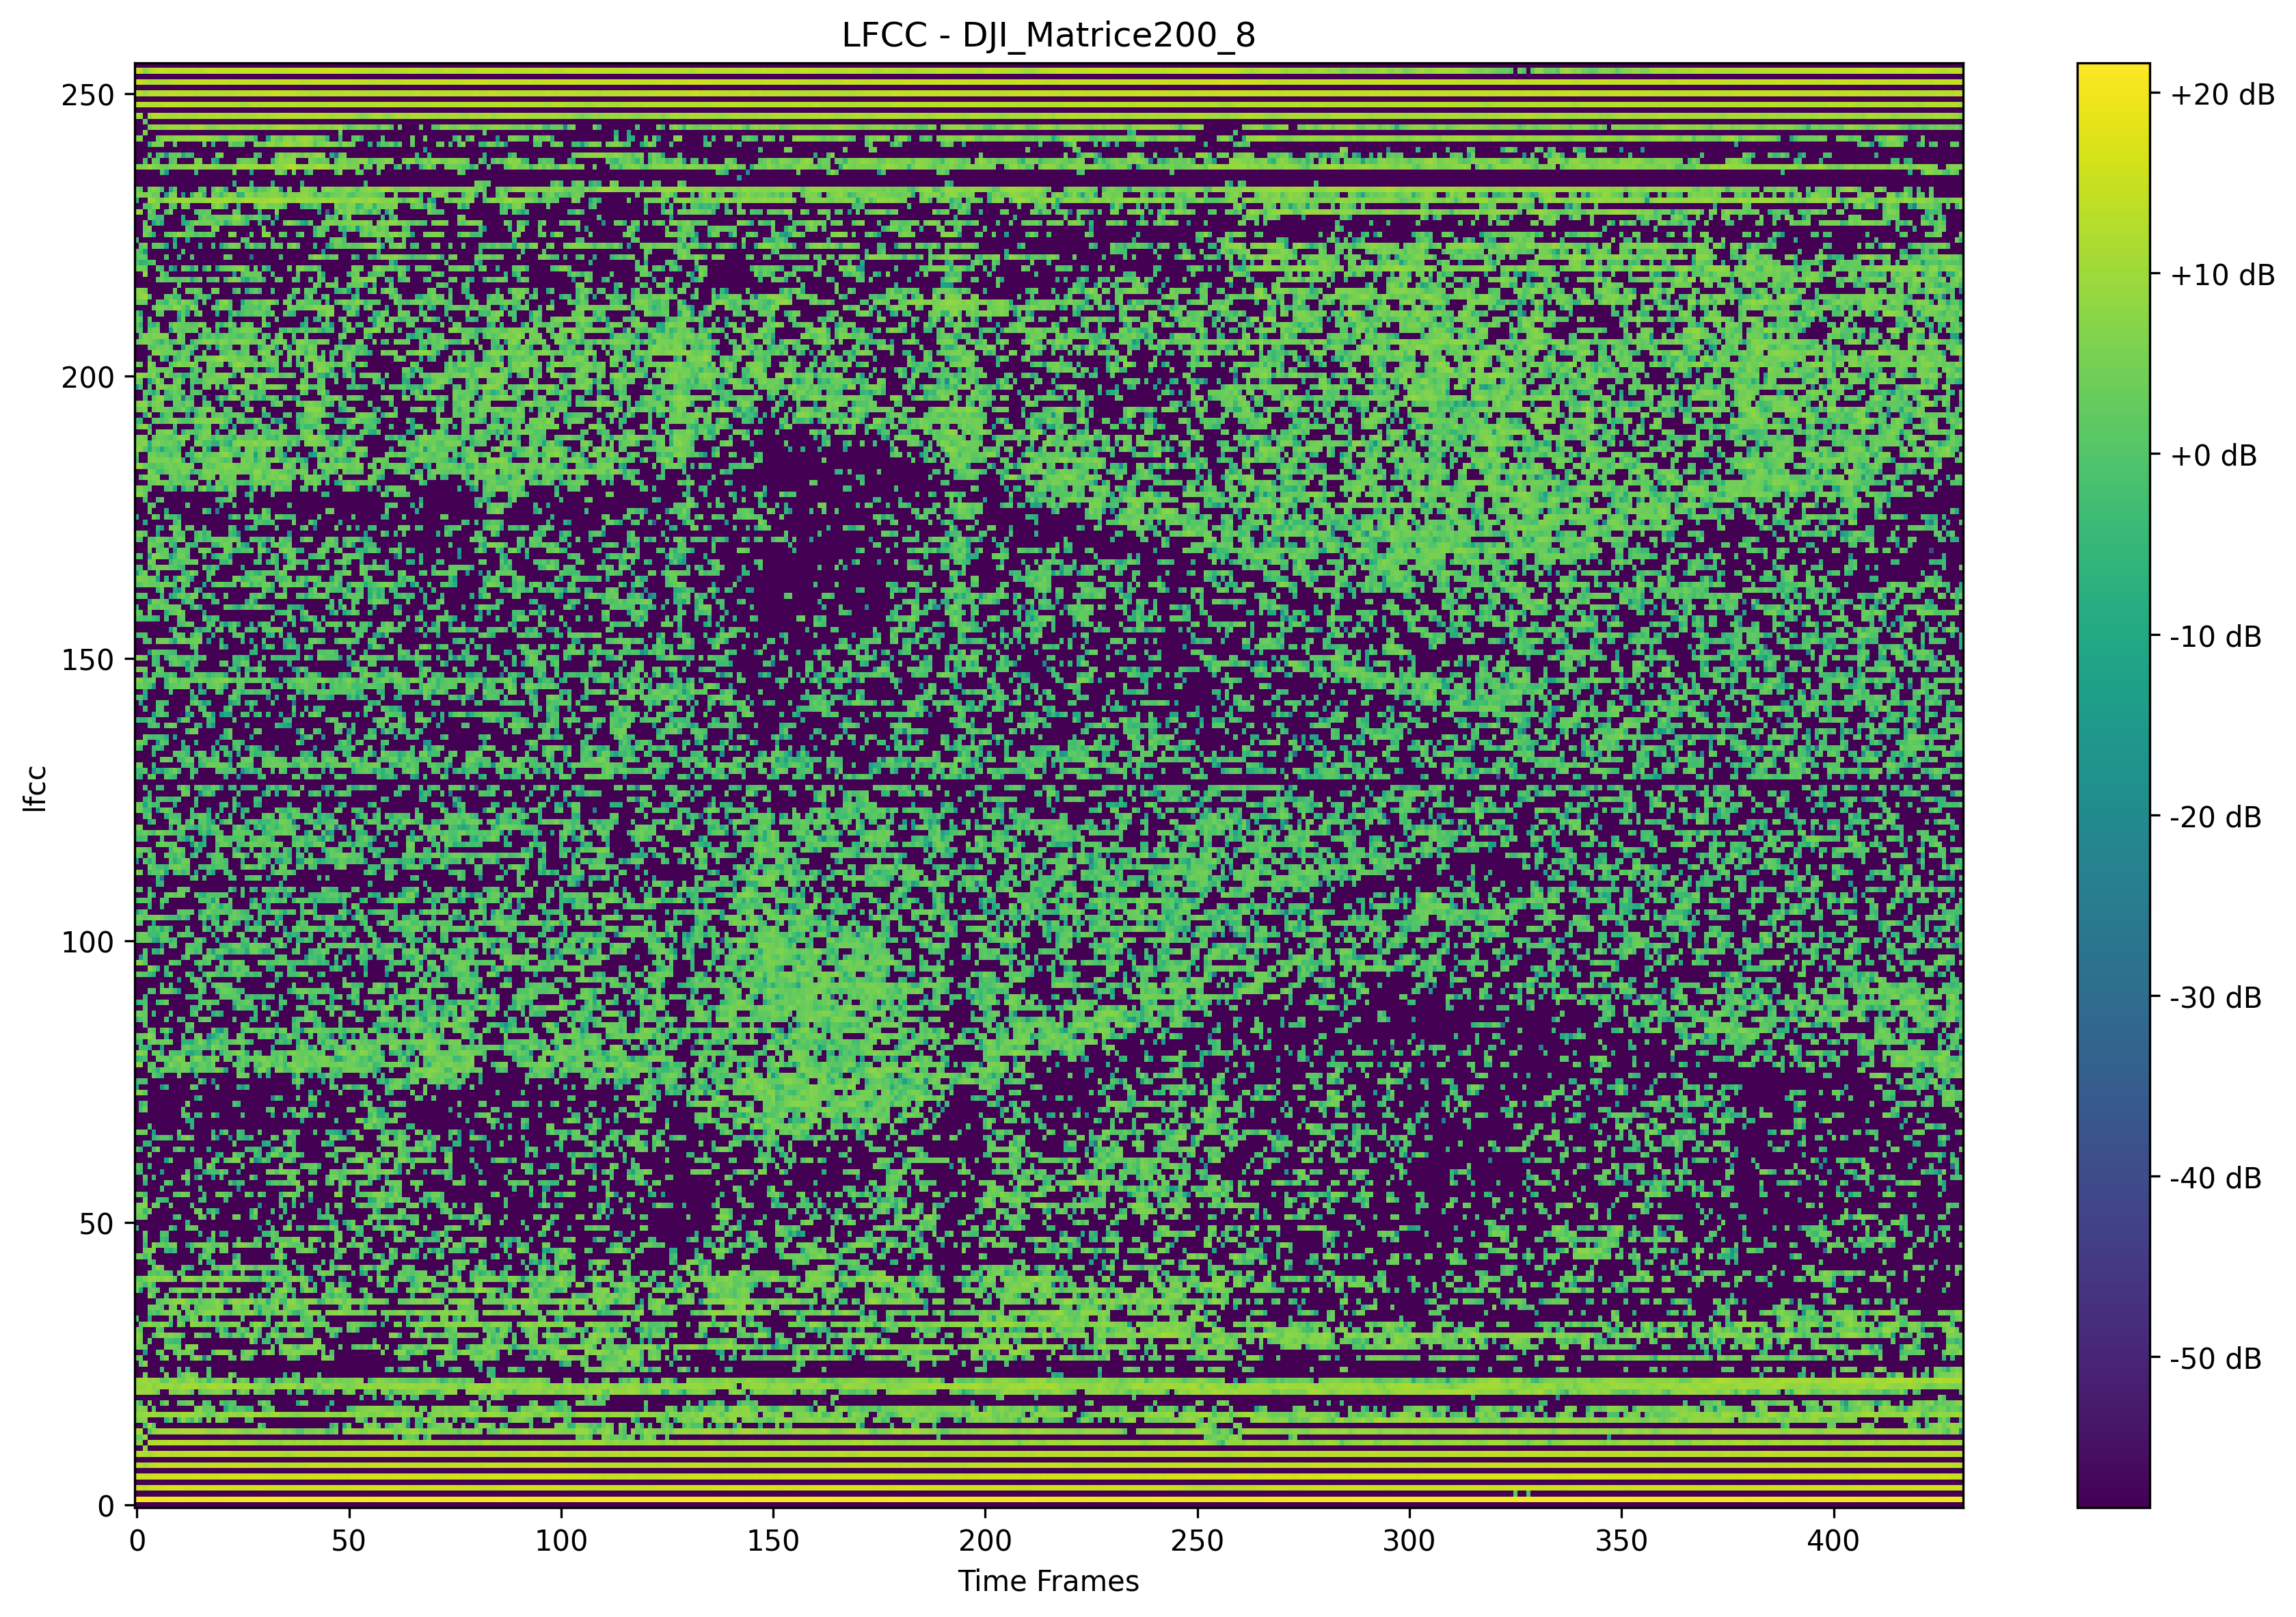 LFCC - DJI_Matrice200_8
250
200
150
100
50
0
lfcc
0 50 100 150 200 250 300 350 400
Time Frames
+20 dB
+10 dB
+0 dB
-10 dB
-20 dB
-30 dB
-40 dB
-50 dB